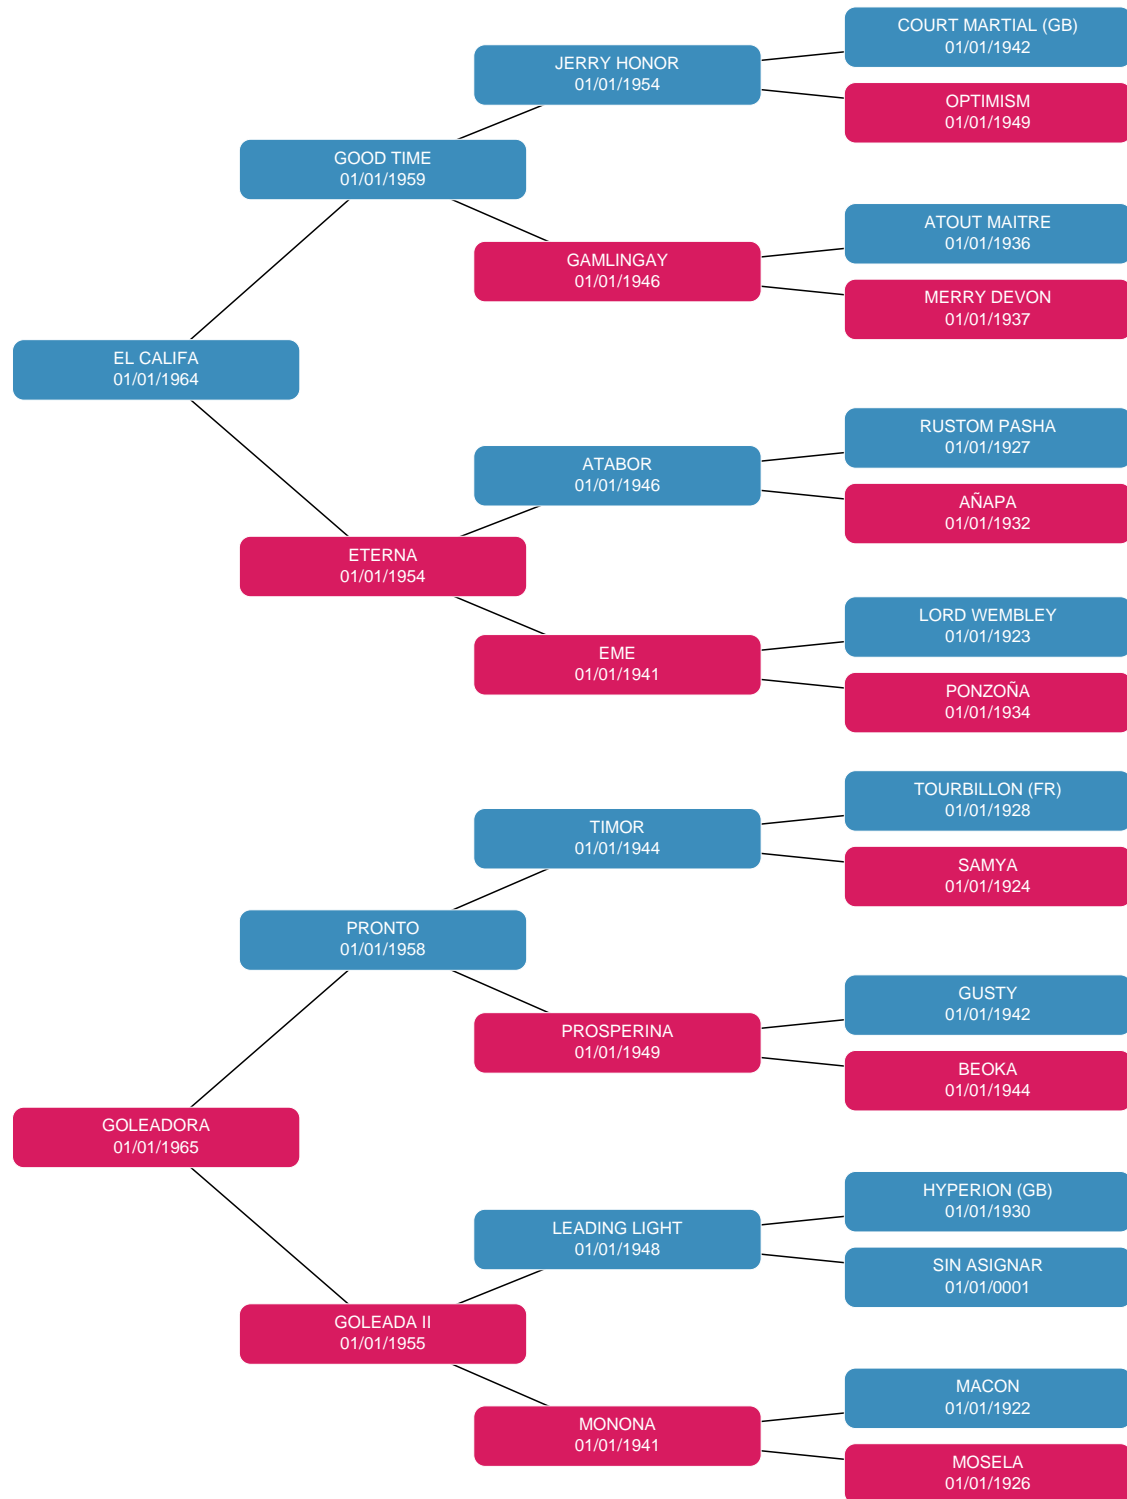 COURT MARTIAL (GB)
01/01/1942
JERRY HONOR
01/01/1954
OPTIMISM
01/01/1949
GOOD TIME
01/01/1959
ATOUT MAITRE
01/01/1936
GAMLINGAY
01/01/1946
MERRY DEVON
01/01/1937
EL CALIFA
01/01/1964
RUSTOM PASHA
01/01/1927
ATABOR
01/01/1946
AÑAPA
01/01/1932
ETERNA
01/01/1954
LORD WEMBLEY
01/01/1923
EME
01/01/1941
PONZOÑA
01/01/1934
TOURBILLON (FR)
01/01/1928
TIMOR
01/01/1944
SAMYA
01/01/1924
PRONTO
01/01/1958
GUSTY
01/01/1942
PROSPERINA
01/01/1949
BEOKA
01/01/1944
GOLEADORA
01/01/1965
HYPERION (GB)
01/01/1930
LEADING LIGHT
01/01/1948
SIN ASIGNAR
01/01/0001
GOLEADA II
01/01/1955
MACON
01/01/1922
MONONA
01/01/1941
MOSELA
01/01/1926